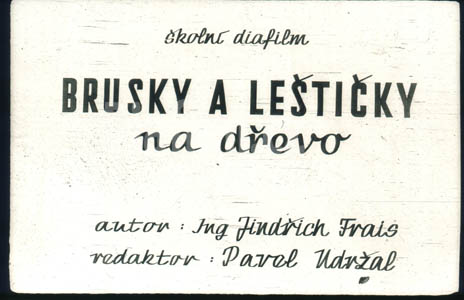 školní diafilm
BRUSKY A LEŠTIČKY
na dřevo
autor : Ing Jindřich Frais
redaktor : Pavel Udržal